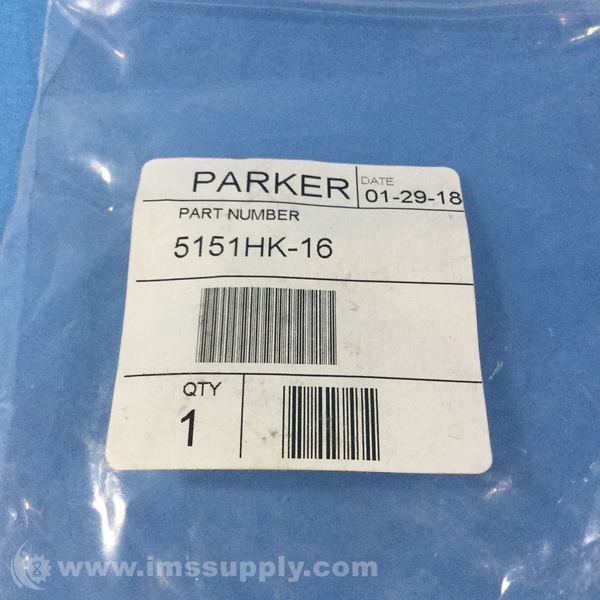 PARKER
DATE
01-29-18
PART NUMBER
5151HK-16
QTY
1
www.imssupply.com